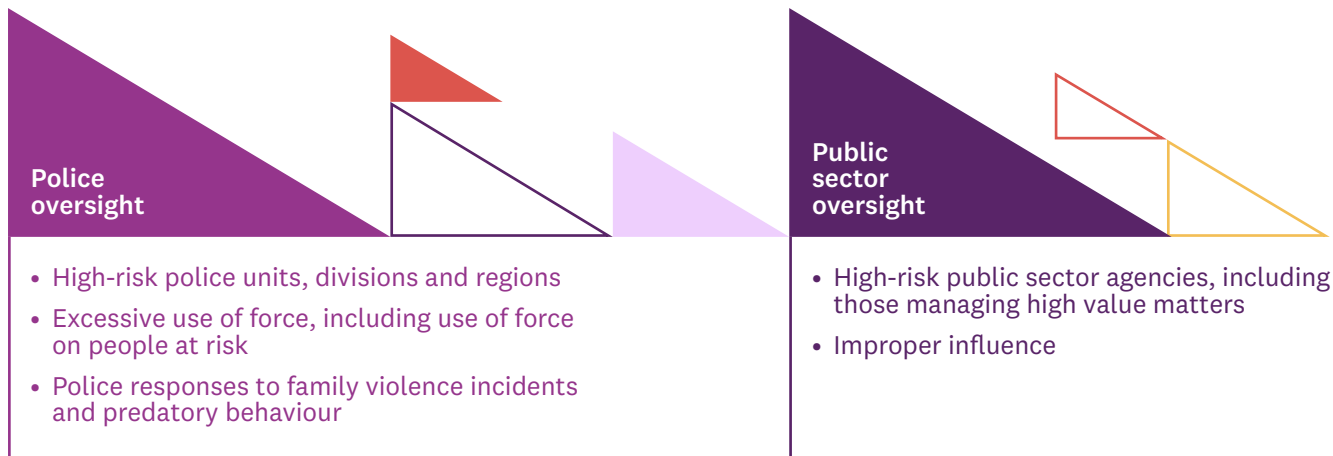 Police
oversight
• High-risk police units, divisions and regions
• Excessive use of force, including use of force
on people at risk
• Police responses to family violence incidents
and predatory behaviour
Public
sector
oversight
• High-risk public sector agencies, including
those managing high value matters
• Improper influence